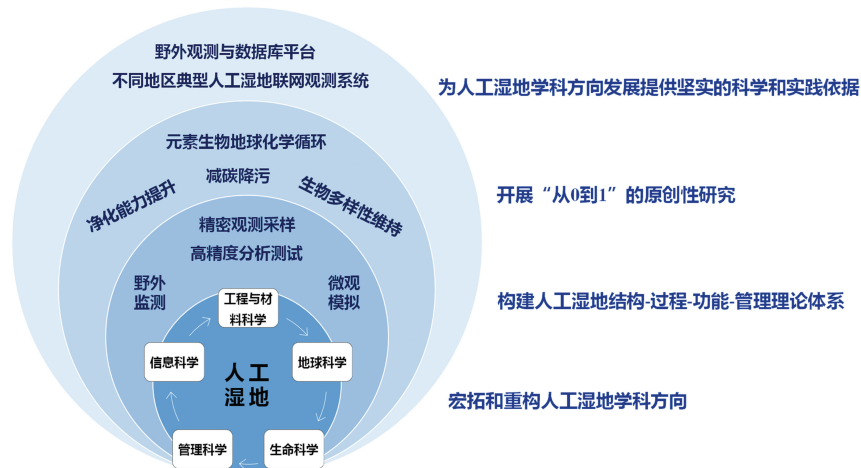 野外观测与数据库平台
不同地区典型人工湿地联网观测系统
为人工湿地学科方向发展提供坚实的科学和实践依据
元素生物地球化学循环
减碳降污
净化能力提升
生物多样性维持
开展“从0到1”的原创性研究
精密观测采样
高精度分析测试
野外
监测
微观
模拟
构建人工湿地结构-过程-功能-管理理论体系
工程与材
料科学
信息科学
地球科学
人工
湿地
宏拓和重构人工湿地学科方向
管理科学
生命科学